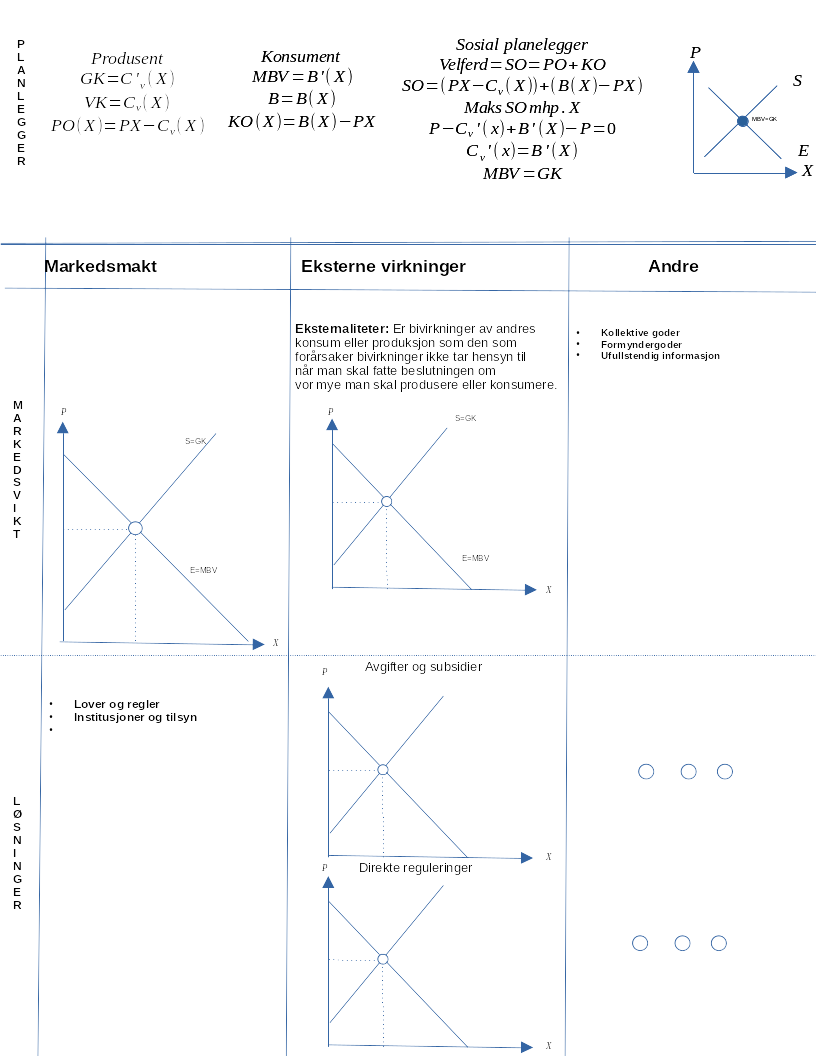 PLANLEGGER
Produsent
GK=C'_v(X)
VK=C_v(X)
PO(X)=PX−C_v(X)
Konsument
MBV=B'(X)
B=B(X)
KO(X)=B(X)−PX
Sosial planelegger
Velferd=SO=PO+KO
SO=(PX−C_v(X))+(B(X)−PX)
Maks SO mhp. X
P−C_v'(x)+B'(X)−P=0
C_v'(x)=B'(X)
MBV=GK
P
S
MBV=GK
E
X
Markedsmakt
Eksterne virkninger
Andre
MARKEDSVIKT
P
S=GK
E=MBV
X
Eksternaliteter: Er bivirkninger av andres
konsum eller produksjon som den som
forårsaker bivirkninger ikke tar hensyn til
når man skal fatte beslutningen om
vor mye man skal produsere eller konsumere.
P
S=GK
E=MBV
X
• Kollektive goder
• Formyndergoder
• Ufullstendig informasjon
LØSNINGER
• Lover og regler
• Institusjoner og tilsyn
•
Avgifter og subsidier
P
X
Direkte reguleringer
P
X